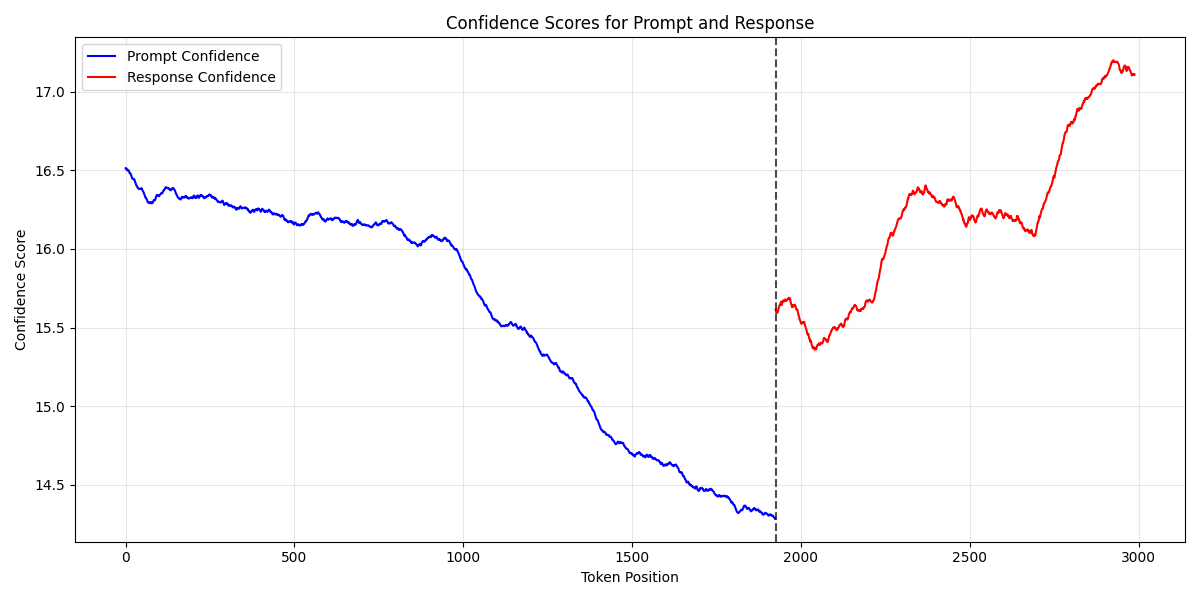 Confidence Scores for Prompt and Response
Prompt Confidence
Response Confidence
Confidence Score
17.0
16.5
16.0
15.5
15.0
14.5
0
500
1000
1500
2000
2500
3000
Token Position